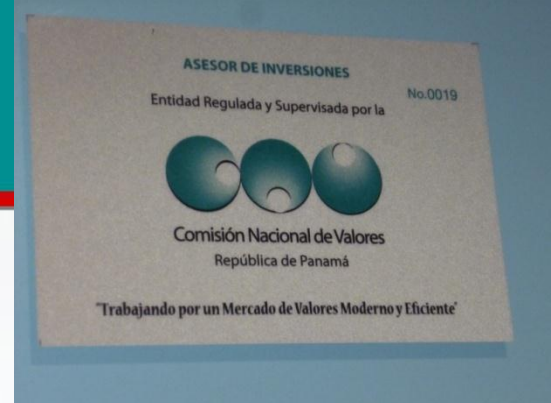 ASESOR DE INVERSIONES
No.0019
Entidad Regulada y Supervisada por la
Comisión Nacional de Valores
República de Panamá
"Trabajando por un Mercado de Valores Moderno y Eficiente"